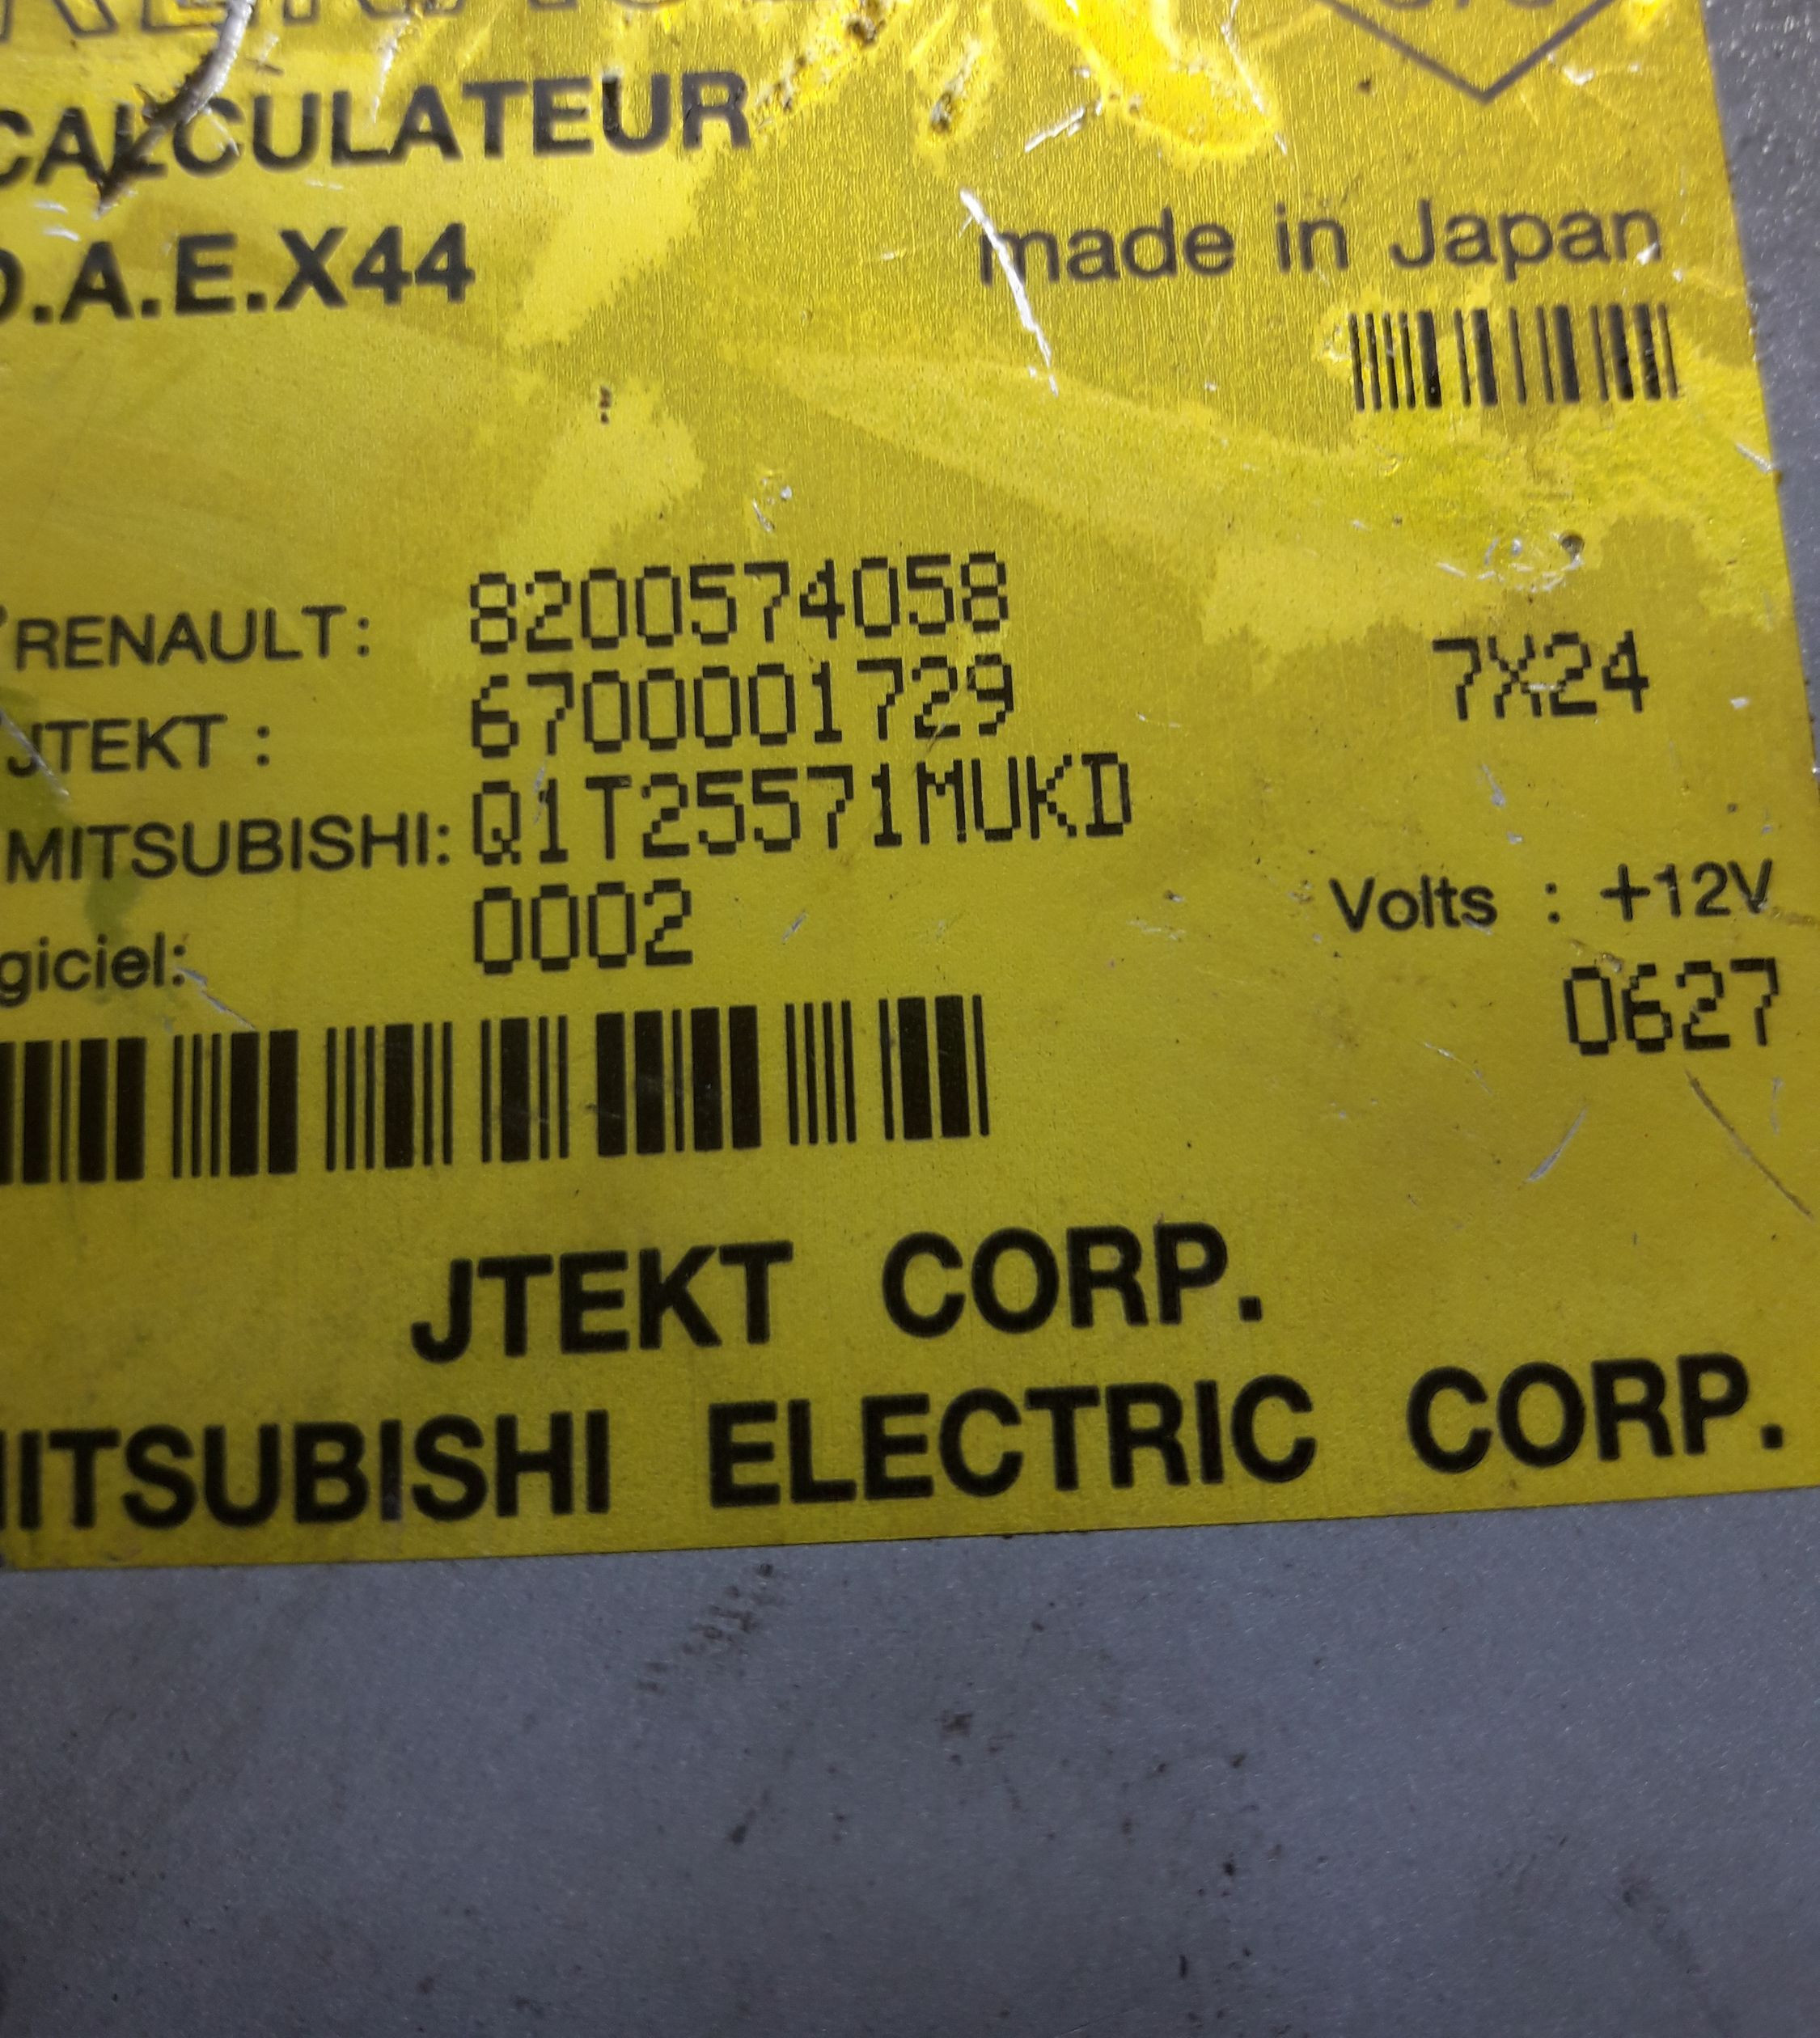 CALCULATEUR
D.A.E.X44
made in Japan
RENAULT: 8200574058
JTEKT : 6700001729 7X24
MITSUBISHI: Q1T25571MUKD
giciel: 0002 Volts : +12V
0627
JTEKT CORP.
MITSUBISHI ELECTRIC CORP.